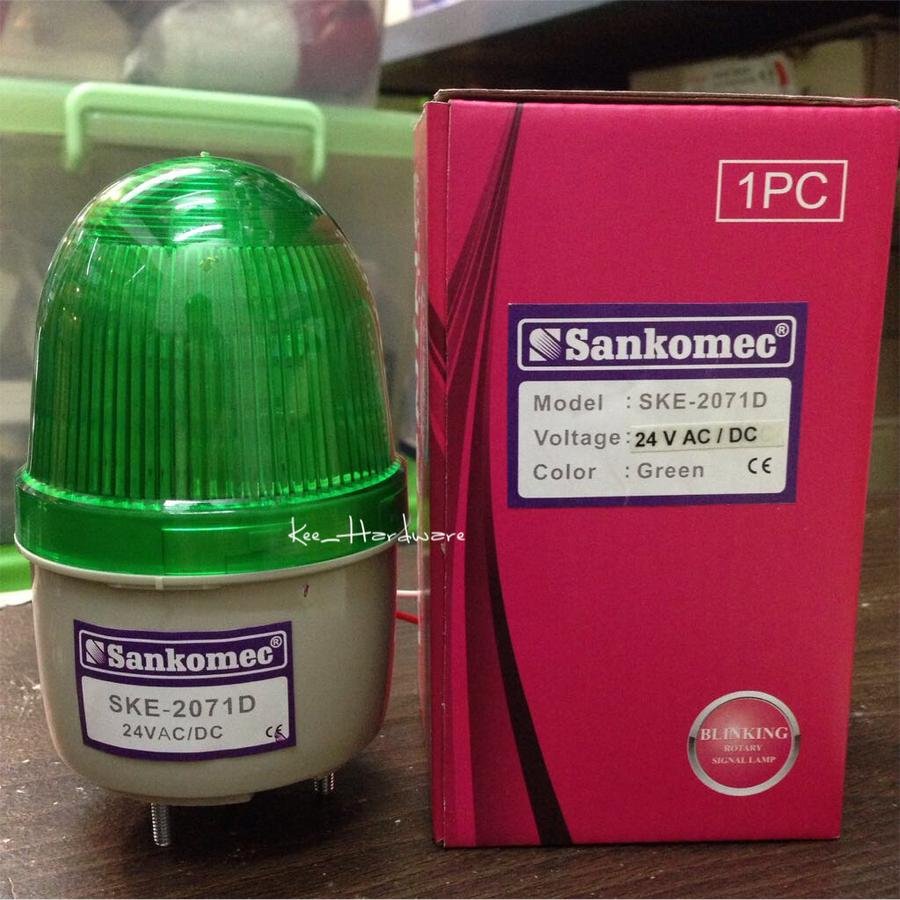 1PC
Sankomec®
Model : SKE-2071D
Voltage: 24 V AC / DC
Color : Green CE
Kee_Hardware
Sankomec®
SKE-2071D
24VAC/DC CE
BLINKING
ROTARY
SIGNAL LAMP